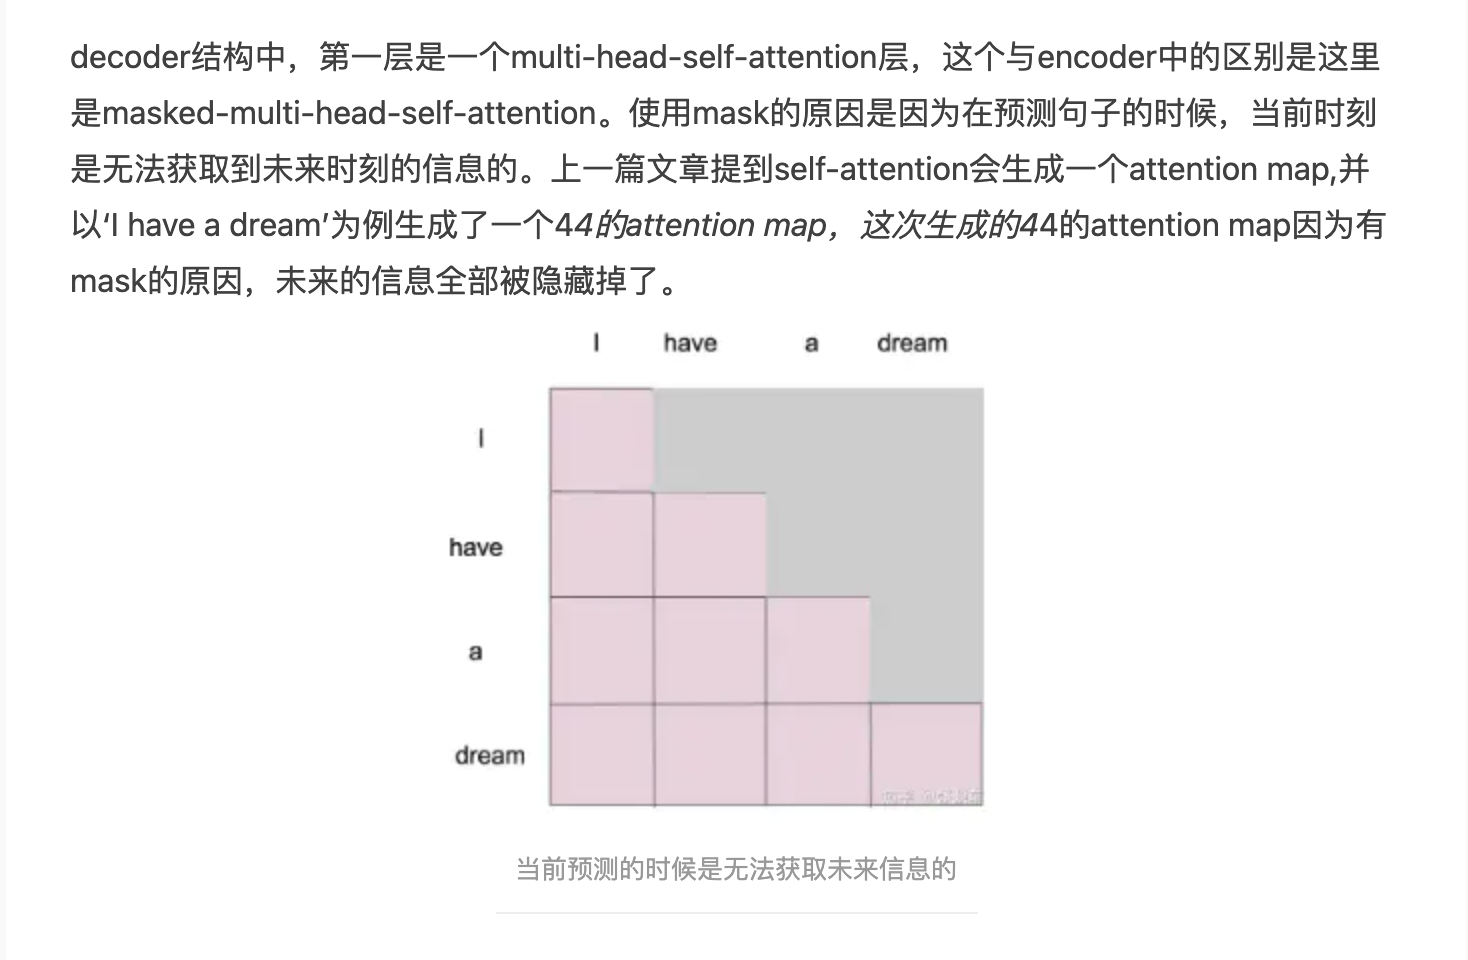 decoder结构中，第一层是一个multi-head-self-attention层，这个与encoder中的区别是这里
是masked-multi-head-self-attention。使用mask的原因是因为在预测句子的时候，当前时刻
是无法获取到未来时刻的信息的。上一篇文章提到self-attention会生成一个attention map,并
以‘I have a dream’为例生成了一个44的attention map，这次生成的44的attention map因为有
mask的原因，未来的信息全部被隐藏掉了。
I have a dream
I
have
a
dream
当前预测的时候是无法获取未来信息的